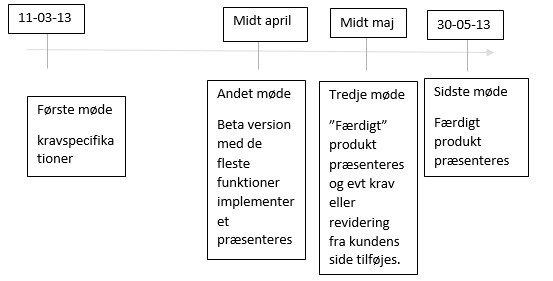 11-03-13
Midt april
Midt maj
30-05-13
Første møde
kravspecifika
tioner
Andet møde
Beta version
med de
fleste
funktioner
implementer
et
præsenteres
Tredje møde
”Færdigt”
produkt
præsenteres
og evt krav
eller
revidering
fra kundens
side tilføjes.
Sidste møde
Færdigt
produkt
præsenteres